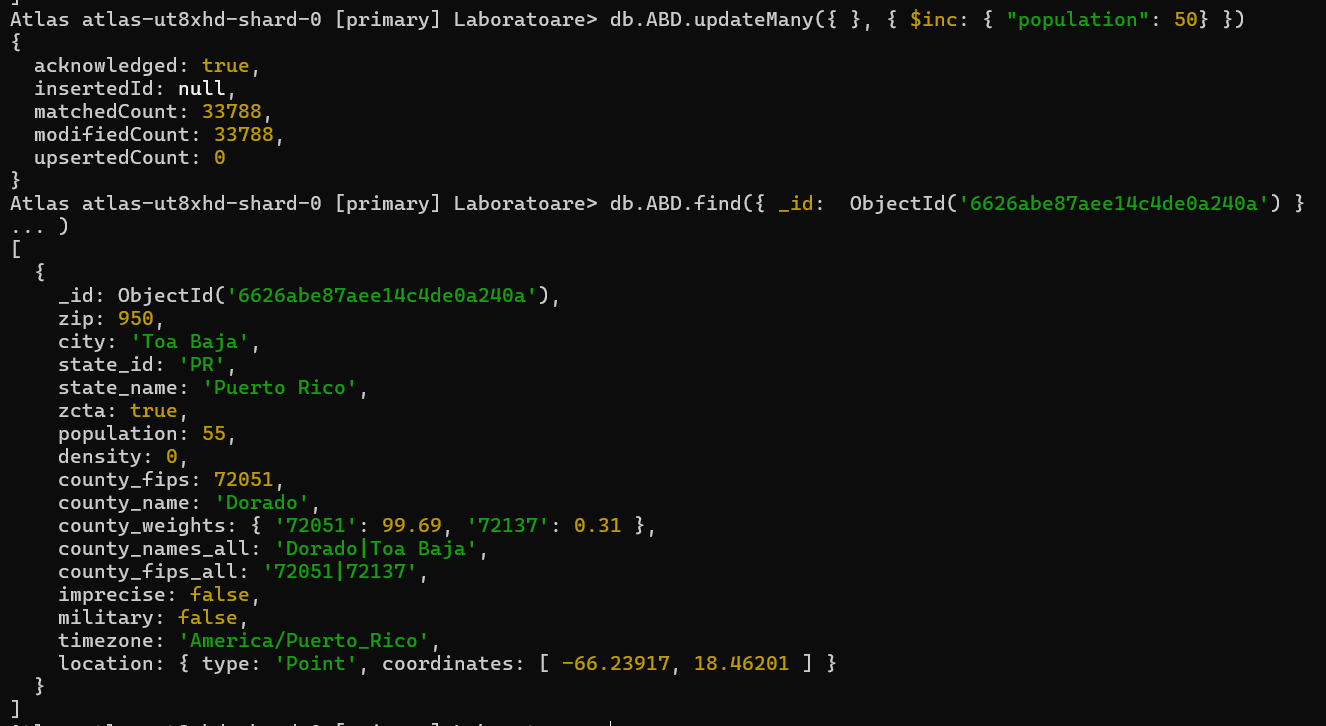 ]
Atlas atlas-ut8xhd-shard-0 [primary] Laboratoare> db.ABD.updateMany({ }, { $inc: { "population": 50} })
{
  acknowledged: true,
  insertedId: null,
  matchedCount: 33788,
  modifiedCount: 33788,
  upsertedCount: 0
}
Atlas atlas-ut8xhd-shard-0 [primary] Laboratoare> db.ABD.find({ _id:  ObjectId('6626abe87aee14c4de0a240a') }
... )
[
  {
    _id: ObjectId('6626abe87aee14c4de0a240a'),
    zip: 950,
    city: 'Toa Baja',
    state_id: 'PR',
    state_name: 'Puerto Rico',
    zcta: true,
    population: 55,
    density: 0,
    county_fips: 72051,
    county_name: 'Dorado',
    county_weights: { '72051': 99.69, '72137': 0.31 },
    county_names_all: 'Dorado|Toa Baja',
    county_fips_all: '72051|72137',
    imprecise: false,
    military: false,
    timezone: 'America/Puerto_Rico',
    location: { type: 'Point', coordinates: [ -66.23917, 18.46201 ] }
  }
]